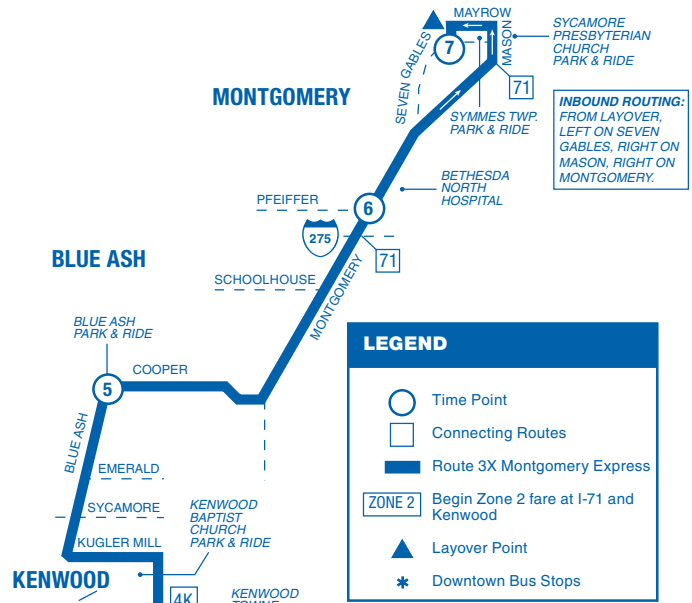 MAYROW
SEVEN GABLES
7
MASON
SYCAMORE
PRESBYTERIAN
CHURCH
PARK & RIDE
71
MONTGOMERY
SYMMES TWP.
PARK & RIDE
INBOUND ROUTING:
FROM LAYOVER,
LEFT ON SEVEN
GABLES, RIGHT ON
MASON, RIGHT ON
MONTGOMERY.
BETHESDA
NORTH
HOSPITAL
PFEIFFER
6
275
71
BLUE ASH
SCHOOLHOUSE
MONTGOMERY
BLUE ASH
PARK & RIDE
COOPER
5
BLUE ASH
EMERALD
SYCAMORE
KUGLER MILL
KENWOOD
BAPTIST
CHURCH
PARK & RIDE
KENWOOD
4K
KENWOOD
TOWNE
LEGEND
Time Point
Connecting Routes
Route 3X Montgomery Express
ZONE 2
Begin Zone 2 fare at I-71 and
Kenwood
Layover Point
* Downtown Bus Stops